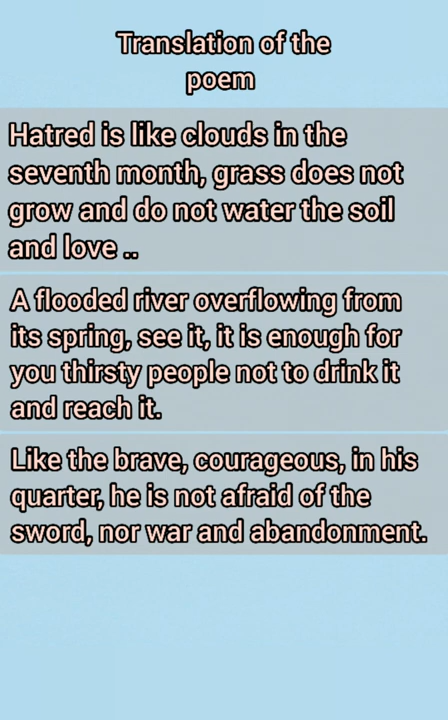 Translation of the
poem
Hatred is like clouds in the
seventh month, grass does not
grow and do not water the soil
and love ..
A flooded river overflowing from
its spring, see it, it is enough for
you thirsty people not to drink it
and reach it.
Like the brave, courageous, in his
quarter, he is not afraid of the
sword, nor war and abandonment.